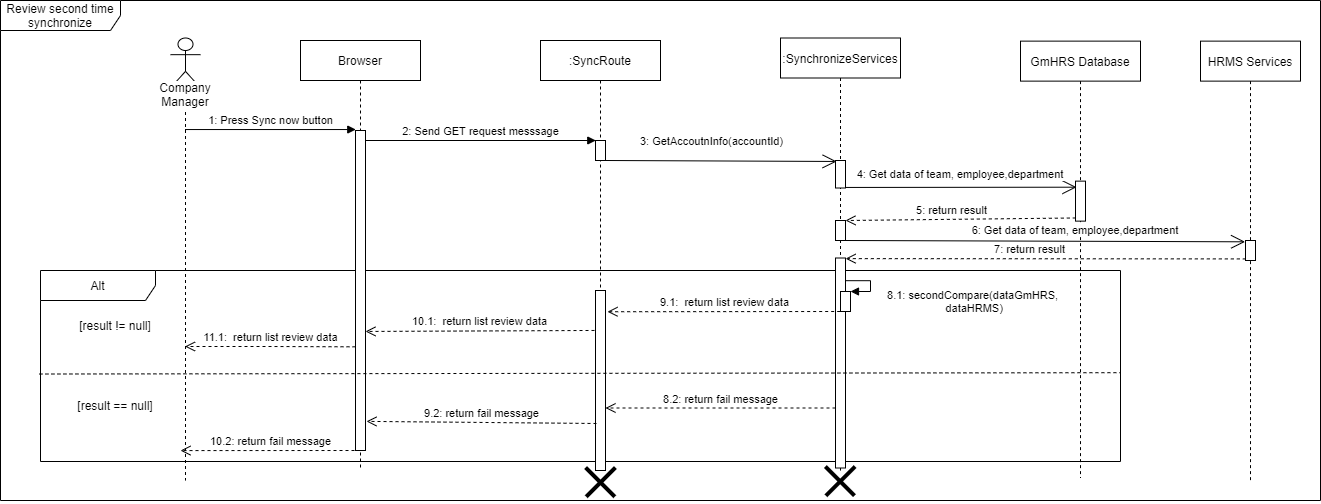 Review second time
synchronize
Company
Manager
Browser
:SyncRoute
:SynchronizeServices
GmHRS Database
HRMS Services
1: Press Sync now button
2: Send GET request messsage
3: GetAccoutnInfo(accountId)
4: Get data of team, employee,department
5: return result
6: Get data of team, employee,department
7: return result
Alt
8.1: secondCompare(dataGmHRS,
dataHRMS)
9.1: return list review data
10.1: return list review data
[result != null]
11.1: return list review data
[result == null]
8.2: return fail message
9.2: return fail message
10.2: return fail message